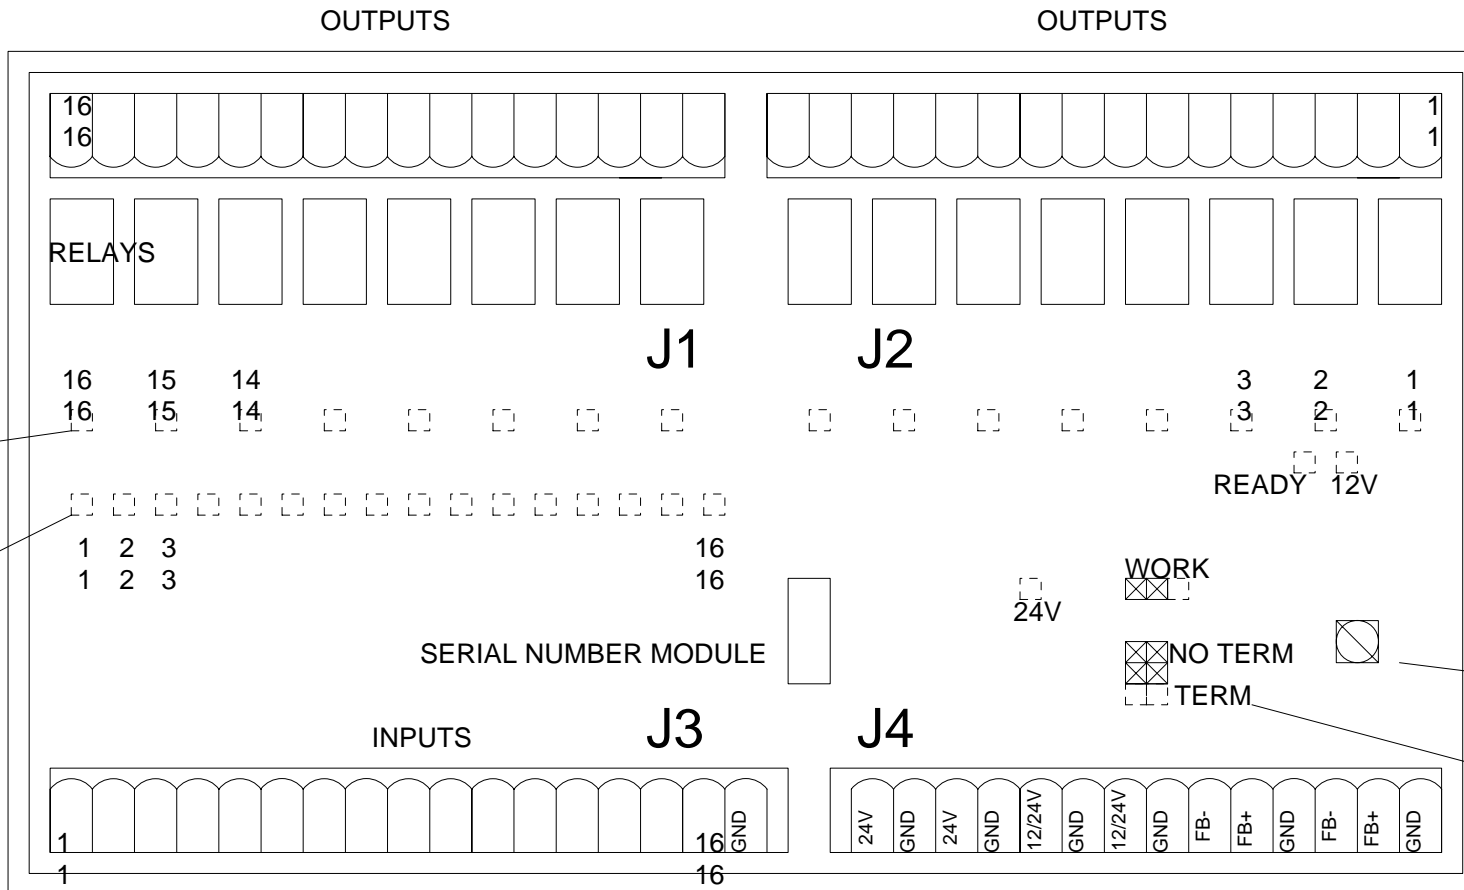 OUTPUTS OUTPUTS
16 1
16 1
RELAYS
J1 J2
16 15 14 3 2 1
16 15 14 3 2 1
READY 12V
1 2 3 16
1 2 3 16
WORK
24V
SERIAL NUMBER MODULE NO TERM
TERM
INPUTS J3 J4
1 16 GND 24V GND 24V GND 12/24V GND 12/24V GND FB- FB+ GND FB- FB+ GND
1 16